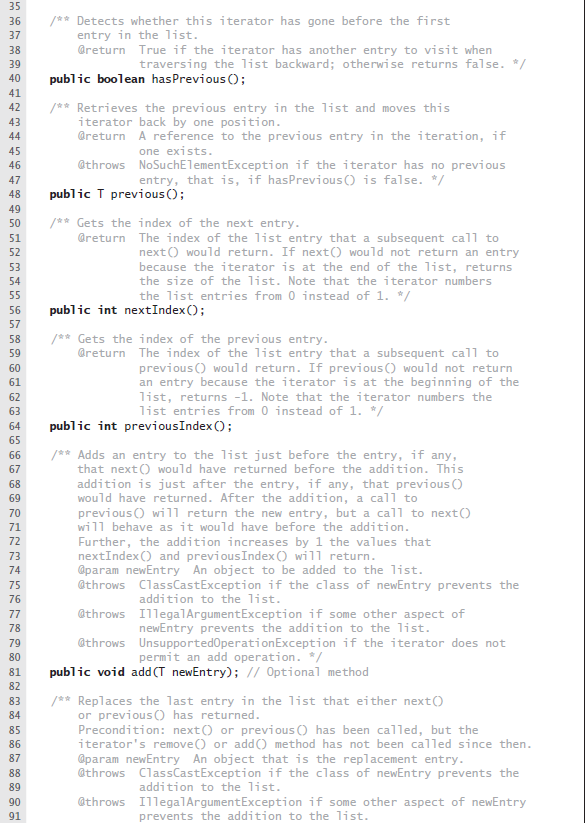 35
36 /** Detects whether this iterator has gone before the first
37 entry in the list.
38 @return True if the iterator has another entry to visit when
39 traversing the list backward; otherwise returns false. */
40 public boolean hasPrevious();
41
42 /** Retrieves the previous entry in the list and moves this
43 iterator back by one position.
44 @return A reference to the previous entry in the iteration, if
45 one exists.
46 @throws NoSuchElementException if the iterator has no previous
47 entry, that is, if hasPrevious() is false. */
48 public T previous();
49
50 /** Gets the index of the next entry.
51 @return The index of the list entry that a subsequent call to
52 next() would return. If next() would not return an entry
53 because the iterator is at the end of the list, returns
54 the size of the list. Note that the iterator numbers
55 the list entries from 0 instead of 1. */
56 public int nextIndex();
57
58 /** Gets the index of the previous entry.
59 @return The index of the list entry that a subsequent call to
60 previous() would return. If previous() would not return
61 an entry because the iterator is at the beginning of the
62 list, returns -1. Note that the iterator numbers the
63 list entries from 0 instead of 1. */
64 public int previousIndex();
65
66 /** Adds an entry to the list just before the entry, if any,
67 that next() would have returned before the addition. This
68 addition is just after the entry, if any, that previous()
69 would have returned. After the addition, a call to
70 previous() will return the new entry, but a call to next()
71 will behave as it would have before the addition.
72 Further, the addition increases by 1 the values that
73 nextIndex() and previousIndex() will return.
74 @param newEntry An object to be added to the list.
75 @throws ClassCastException if the class of newEntry prevents the
76 addition to the list.
77 @throws IllegalArgumentException if some other aspect of
78 newEntry prevents the addition to the list.
79 @throws UnsupportedOperationException if the iterator does not
80 permit an add operation. */
81 public void add(T newEntry); // Optional method
82
83 /** Replaces the last entry in the list that either next()
84 or previous() has returned.
85 Precondition: next() or previous() has been called, but the
86 iterator's remove() or add() method has not been called since then.
87 @param newEntry An object that is the replacement entry.
88 @throws ClassCastException if the class of newEntry prevents the
89 addition to the list.
90 @throws IllegalArgumentException if some other aspect of newEntry
91 prevents the addition to the list.